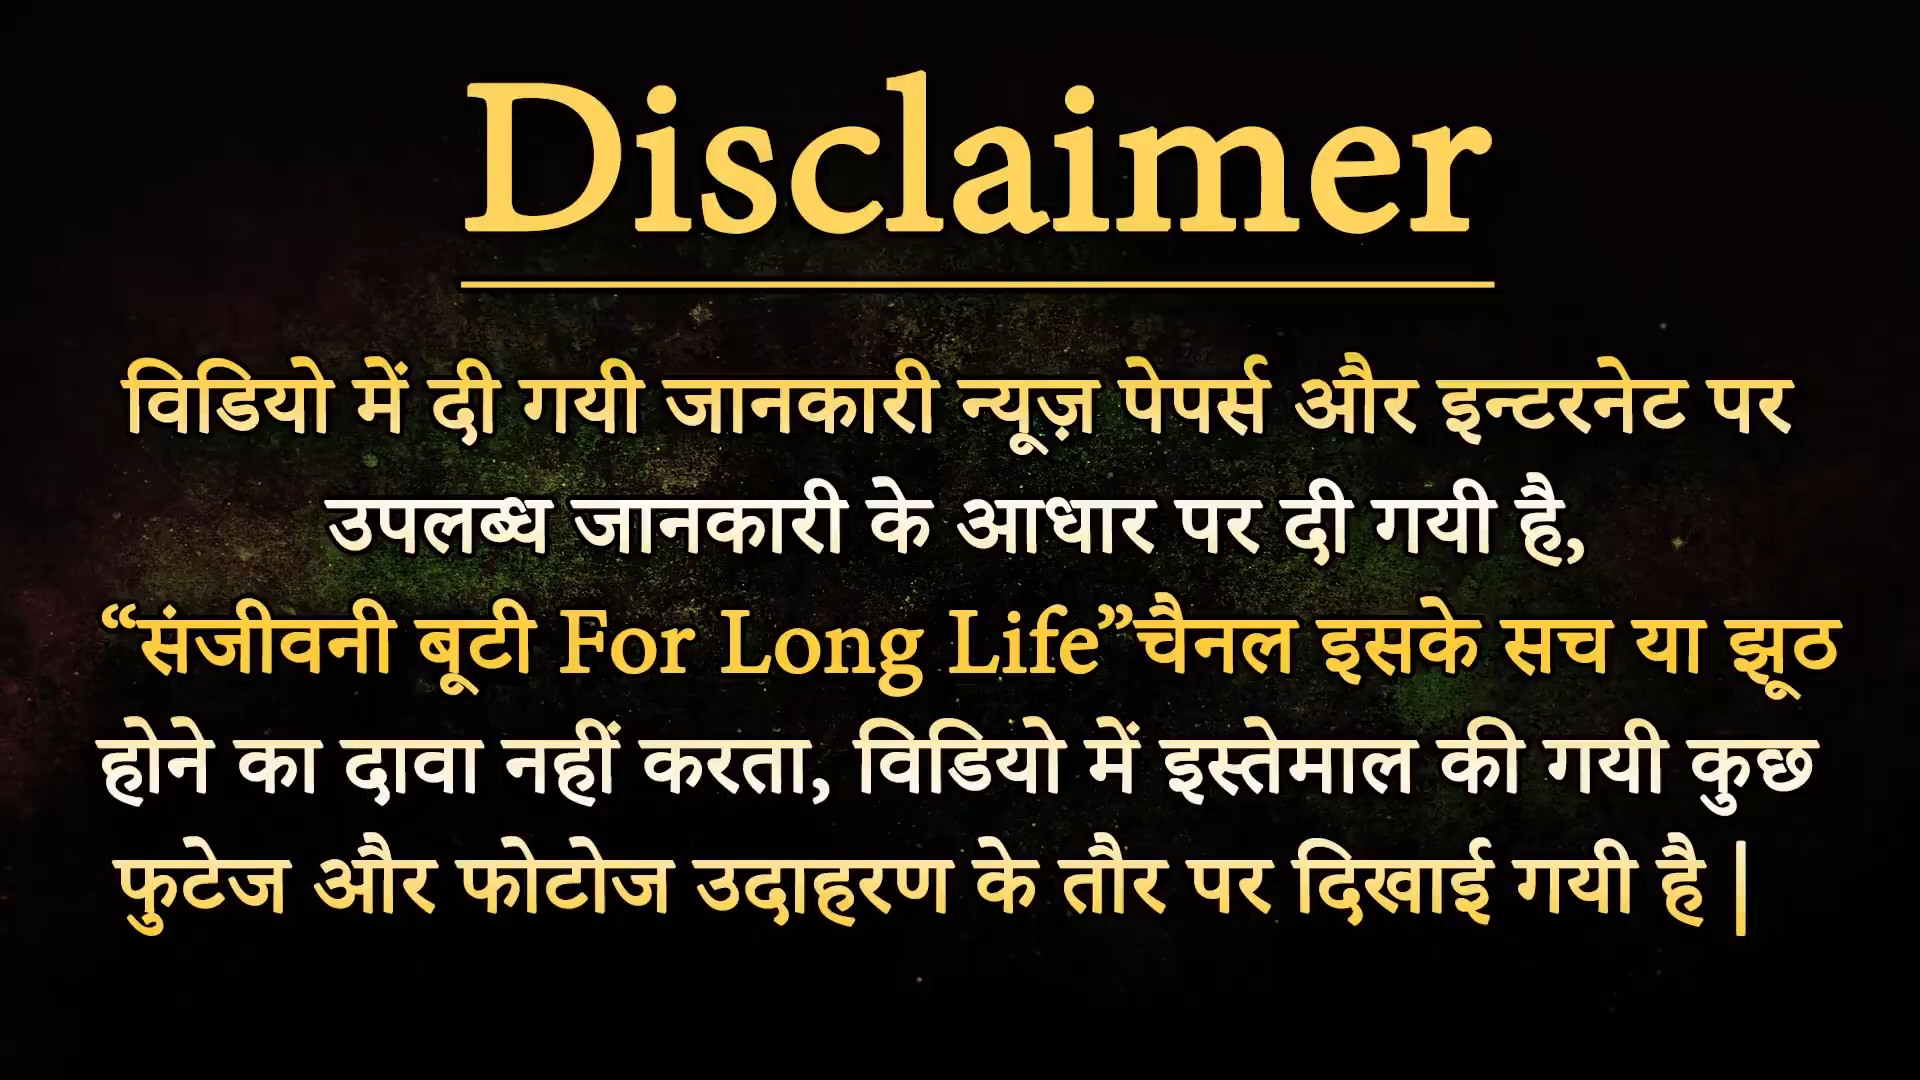 Disclaimer
विडियो में दी गयी जानकारी न्यूज़ पेपर्स और इन्टरनेट पर
उपलब्ध जानकारी के आधार पर दी गयी है,
“संजीवनी बूटी For Long Life”चैनल इसके सच या झूठ
होने का दावा नहीं करता, विडियो में इस्तेमाल की गयी कुछ
फुटेज और फोटोज उदाहरण के तौर पर दिखाई गयी है |